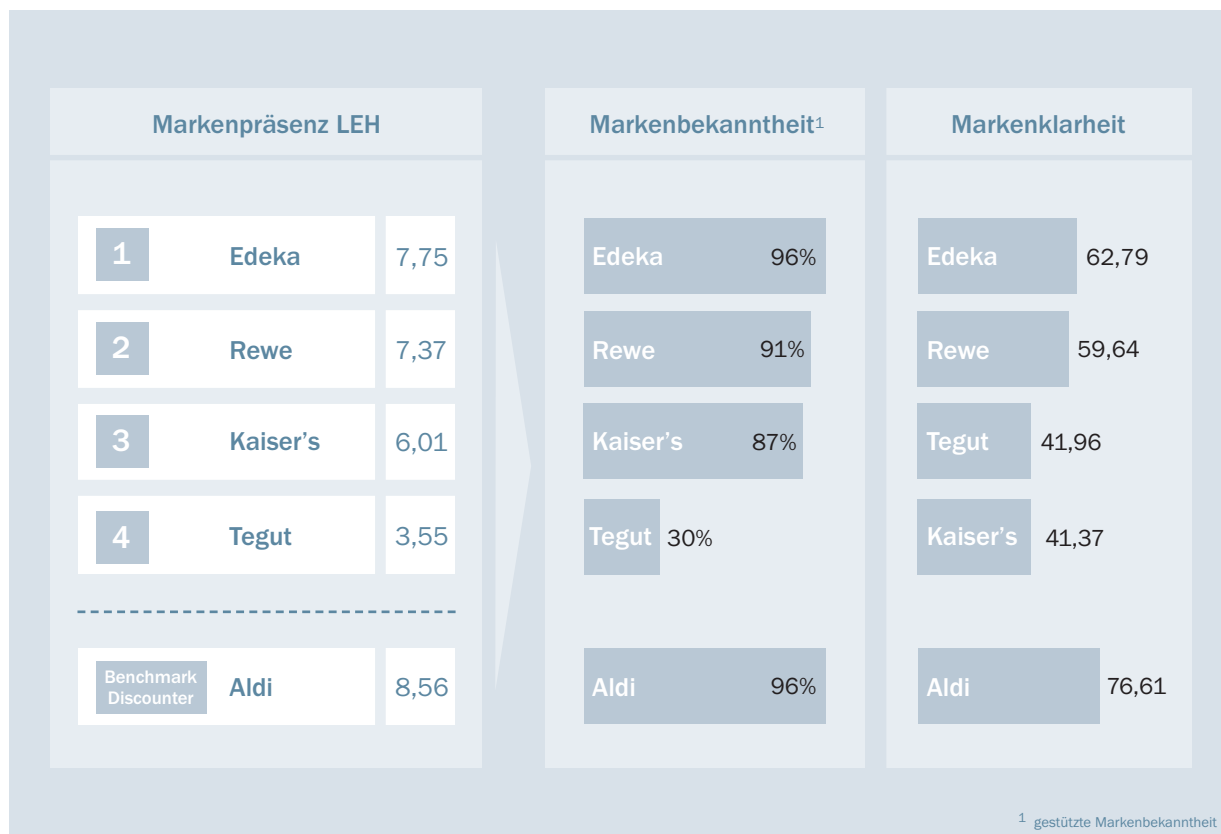 Markenpräsenz LEH
1 Edeka 7,75
2 Rewe 7,37
3 Kaiser's 6,01
4 Tegut 3,55
Benchmark
Discounter
Aldi 8,56
Markenbekanntheit¹
Edeka 96%
Rewe 91%
Kaiser's 87%
Tegut 30%
Aldi 96%
Markenklarheit
Edeka 62,79
Rewe 59,64
Tegut 41,96
Kaiser's 41,37
Aldi 76,61
¹ gestützte Markenbekanntheit